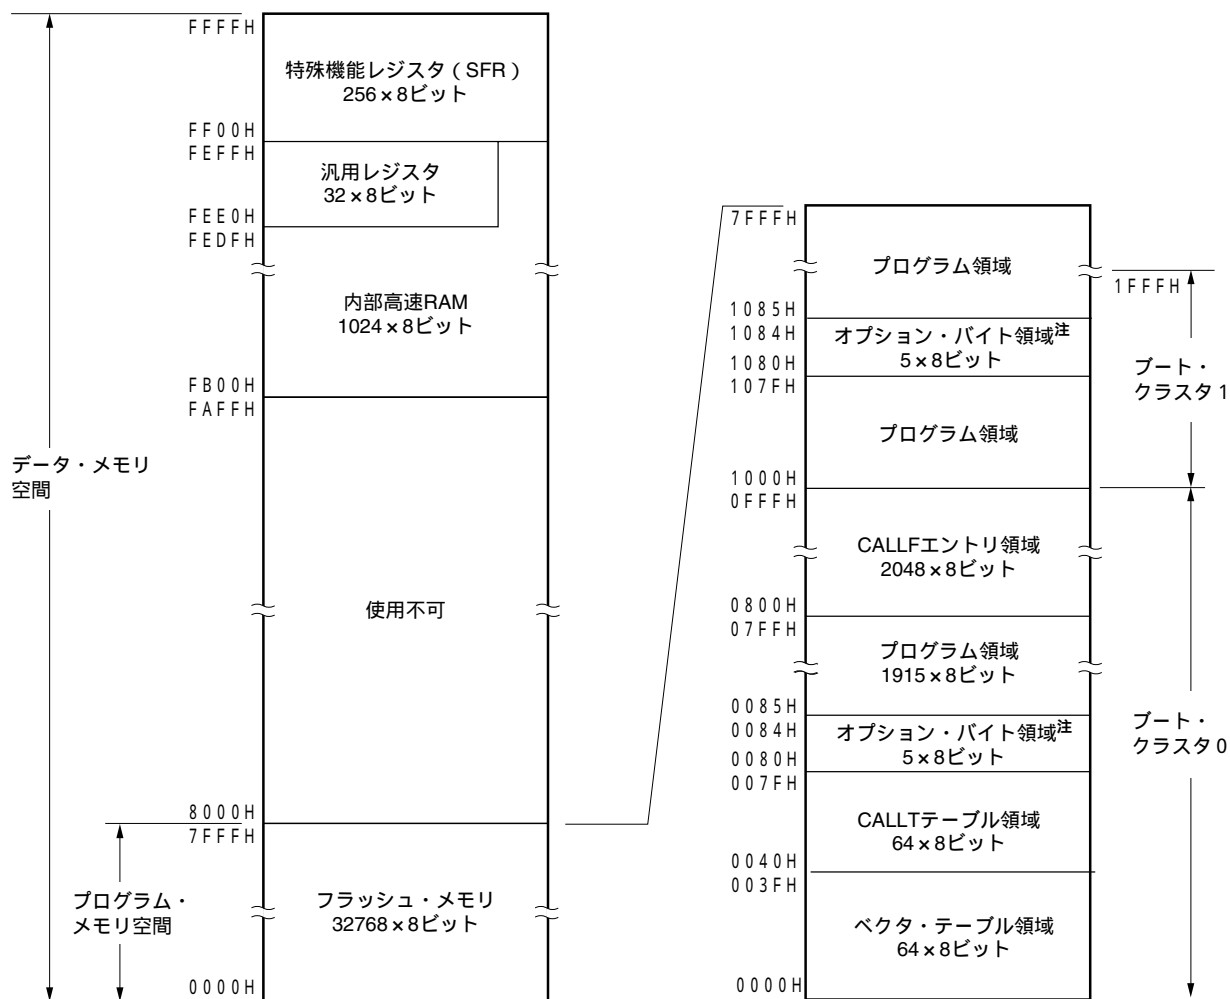 FFFFH
特殊機能レジスタ(SFR)
256×8ビット
FF00H
FEFFH
汎用レジスタ
32×8ビット
FEE0H
FEDFH
内部高速RAM
1024×8ビット
FB00H
FAFFH
データ・メモリ
空間
使用不可
8000H
7FFFH
プログラム・
メモリ空間
フラッシュ・メモリ
32768×8ビット
0000H
7FFFH
プログラム領域
1FFFH
1085H
1084H
オプション・バイト領域注
5×8ビット
1080H
107FH
ブート・
クラスタ1
プログラム領域
1000H
0FFFH
CALLFエントリ領域
2048×8ビット
0800H
07FFH
プログラム領域
1915×8ビット
0085H
0084H
オプション・バイト領域注
5×8ビット
0080H
007FH
ブート・
クラスタ0
CALLTテーブル領域
64×8ビット
0040H
003FH
ベクタ・テーブル領域
64×8ビット
0000H